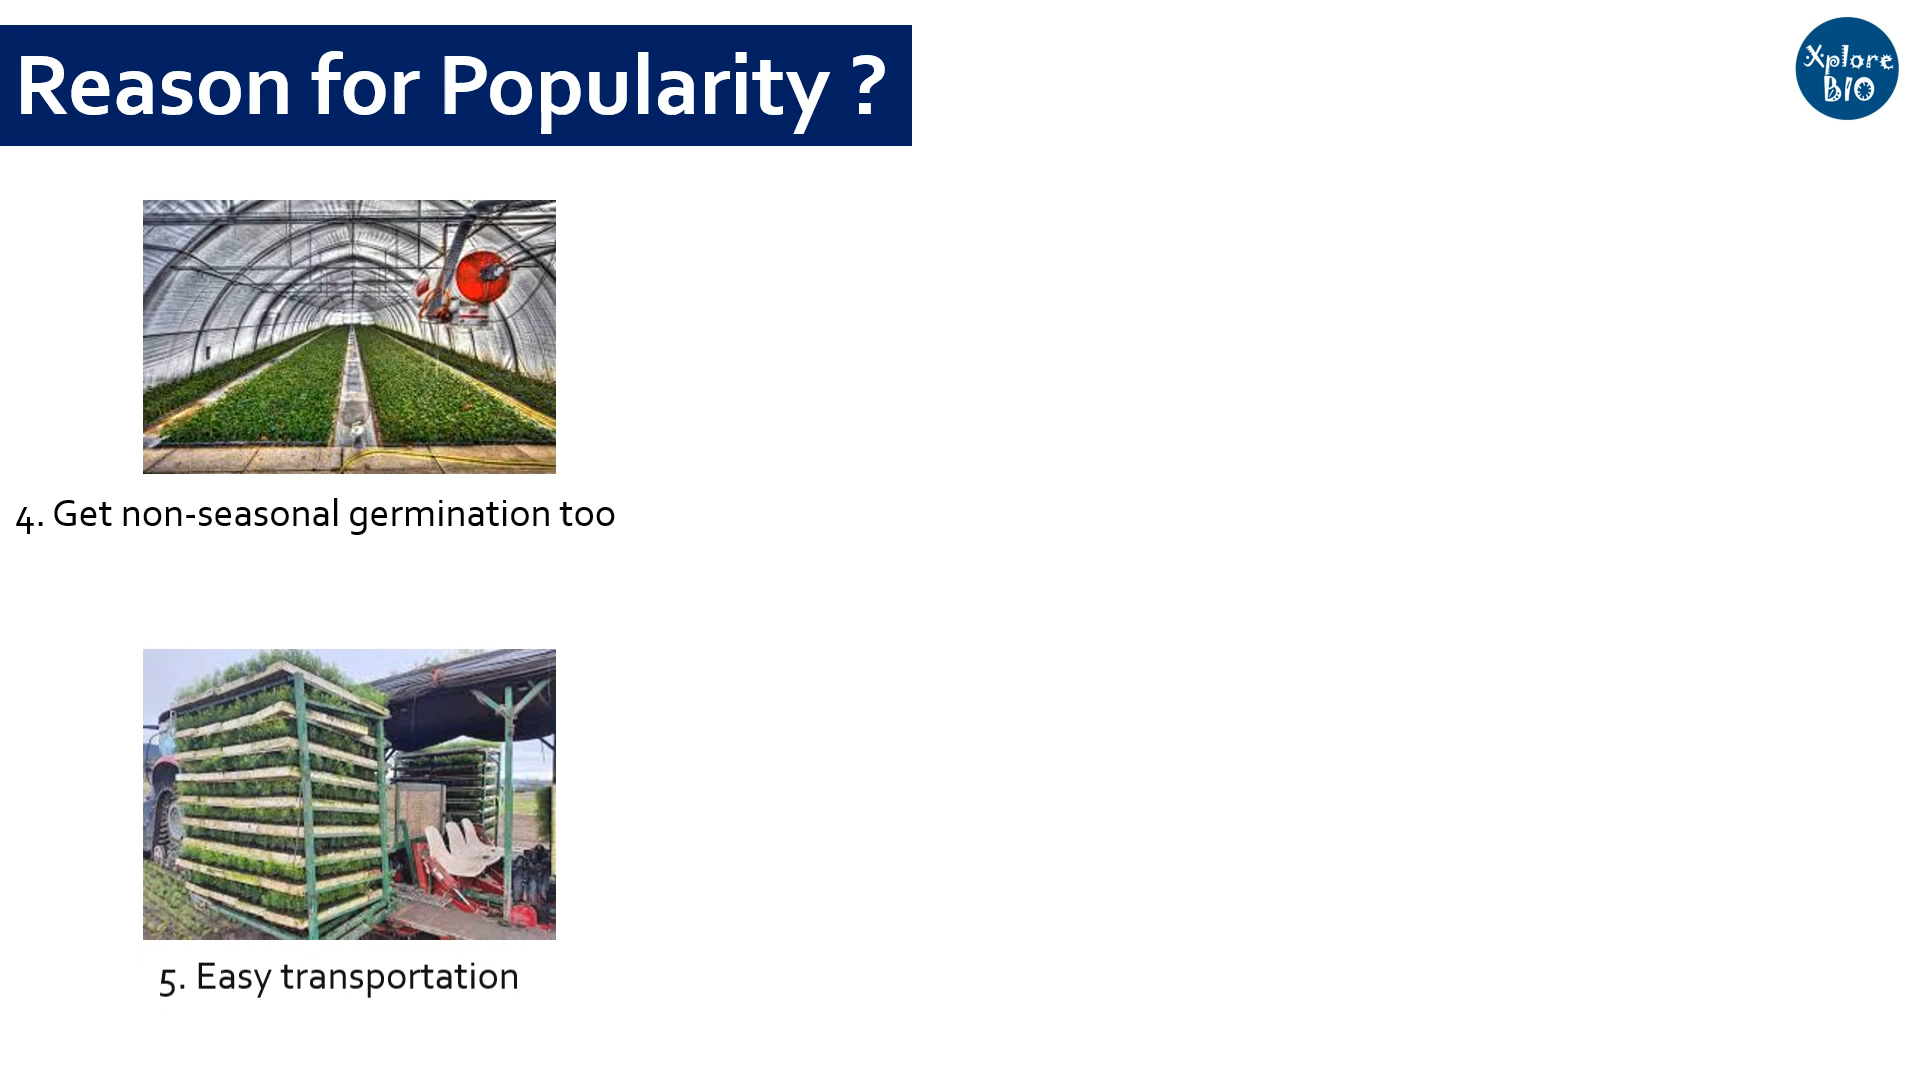 Reason for Popularity ?
Xplore
BIO
4. Get non-seasonal germination too
5. Easy transportation